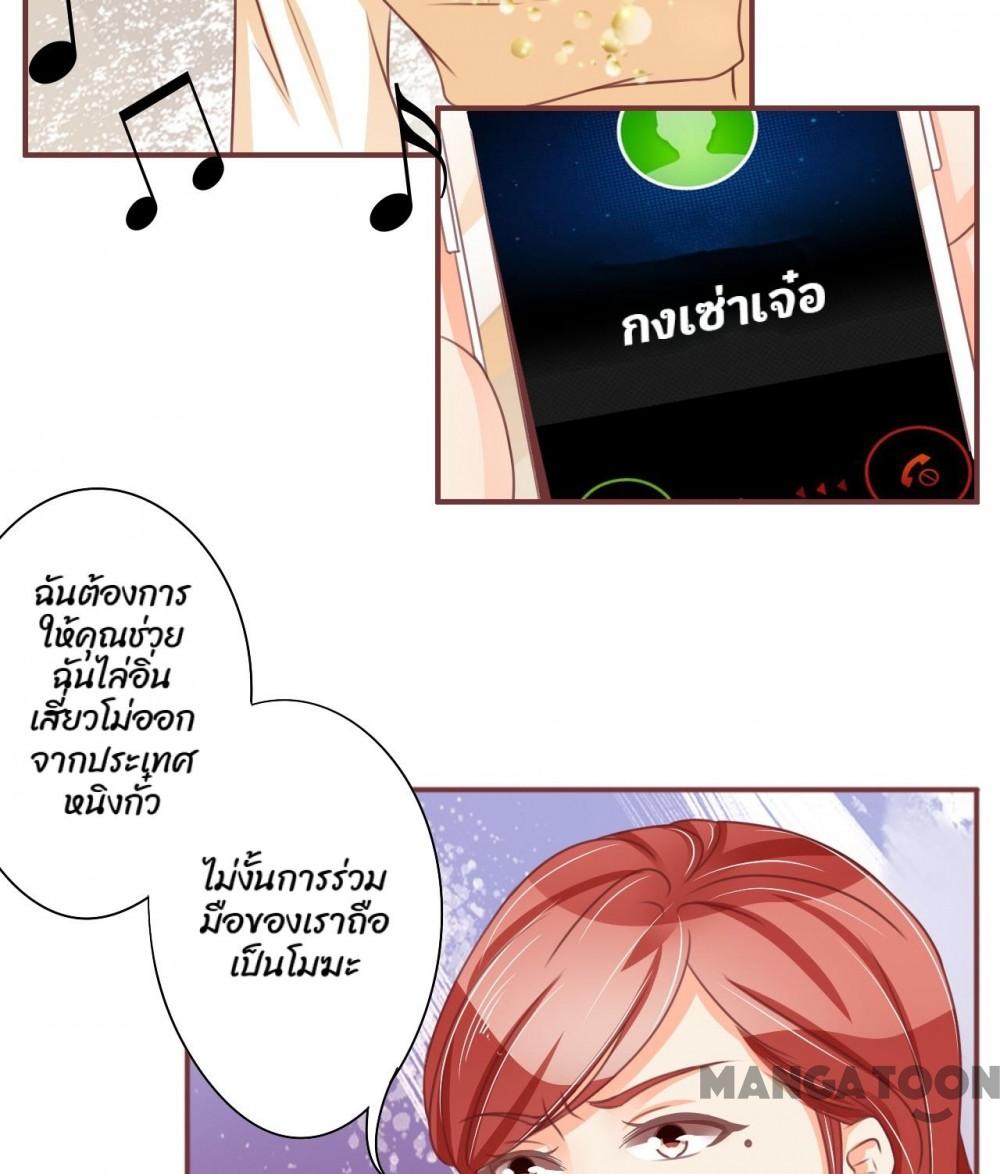 กงเซ่าเจ๋อ
ฉันต้องการ
ให้คุณช่วย
ฉันไล่อิ่น
เสี่ยวโม่ออก
จากประเทศ
หนิงกั๋ว
ไม่งั้นการร่วม
มือของเราถือ
เป็นโมฆะ
MANGATOON